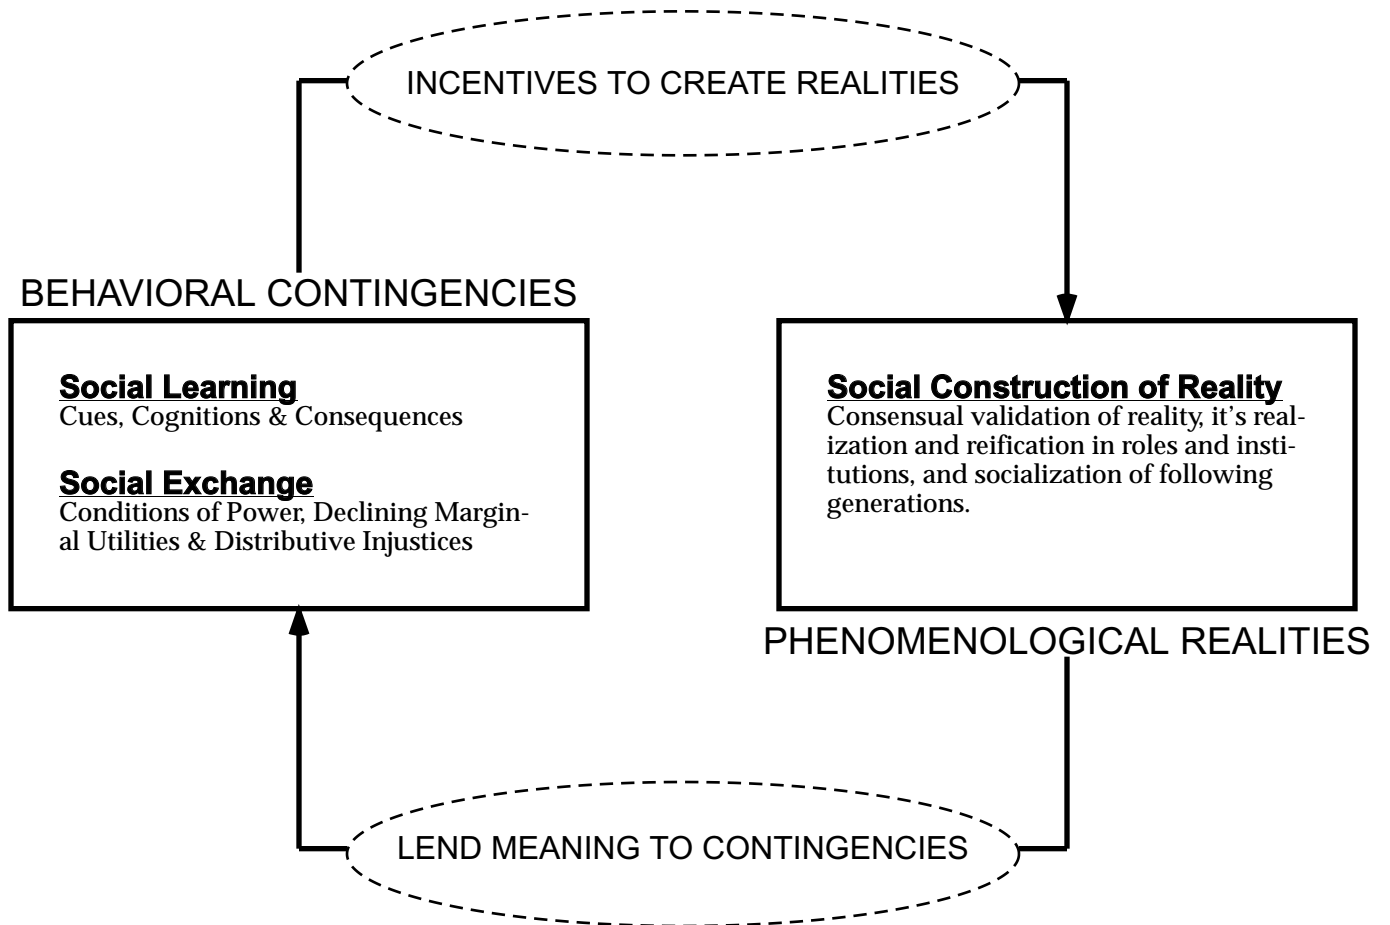 INCENTIVES TO CREATE REALITIES
BEHAVIORAL CONTINGENCIES
Social Learning
Cues, Cognitions & Consequences
Social Exchange
Conditions of Power, Declining Margin-
al Utilities & Distributive Injustices
Social Construction of Reality
Consensual validation of reality, it’s real-
ization and reification in roles and insti-
tutions, and socialization of following
generations.
PHENOMENOLOGICAL REALITIES
LEND MEANING TO CONTINGENCIES